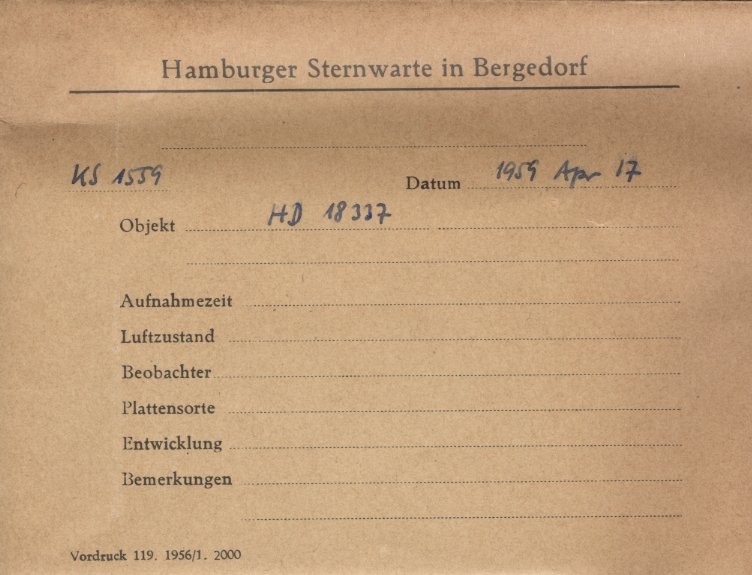 Hamburger Sternwarte in Bergedorf
KS 1559 Datum 1959 Apr 17
Objekt HD 18337
Aufnahmezeit
Luftzustand
Beobachter
Plattensorte
Entwicklung
Bemerkungen
Vordruck 119. 1956/1. 2000